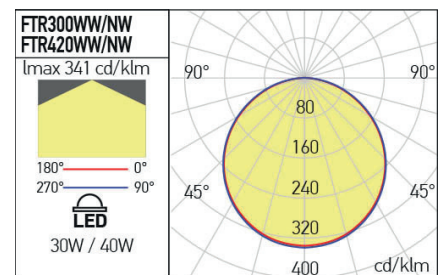 FTR300WW/NW
FTR420WW/NW
Imax 341 cd/klm
180° 0°
270° 90°
LED
30W / 40W
90° 90°
80
160
45° 45°
240
320
400 cd/klm